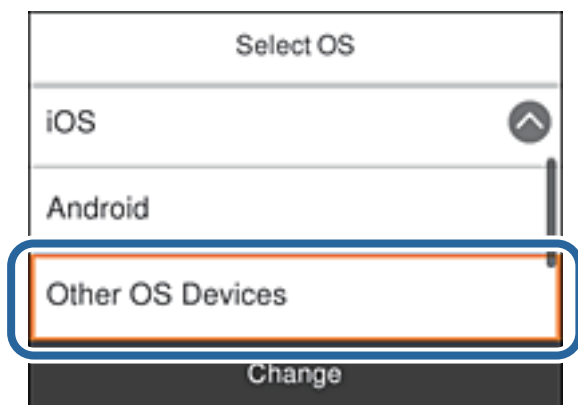 Select OS
iOS
Android
Other OS Devices
Change